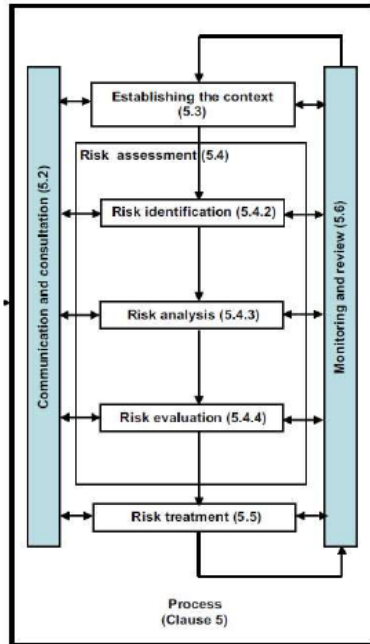 Establishing the context
(5.3)
Risk assessment (5.4)
Communication and consultation (5.2)
Risk identification (5.4.2)
Monitoring and review (5.6)
Risk analysis (5.4.3)
Risk evaluation (5.4.4)
Risk treatment (5.5)
Process
(Clause 5)